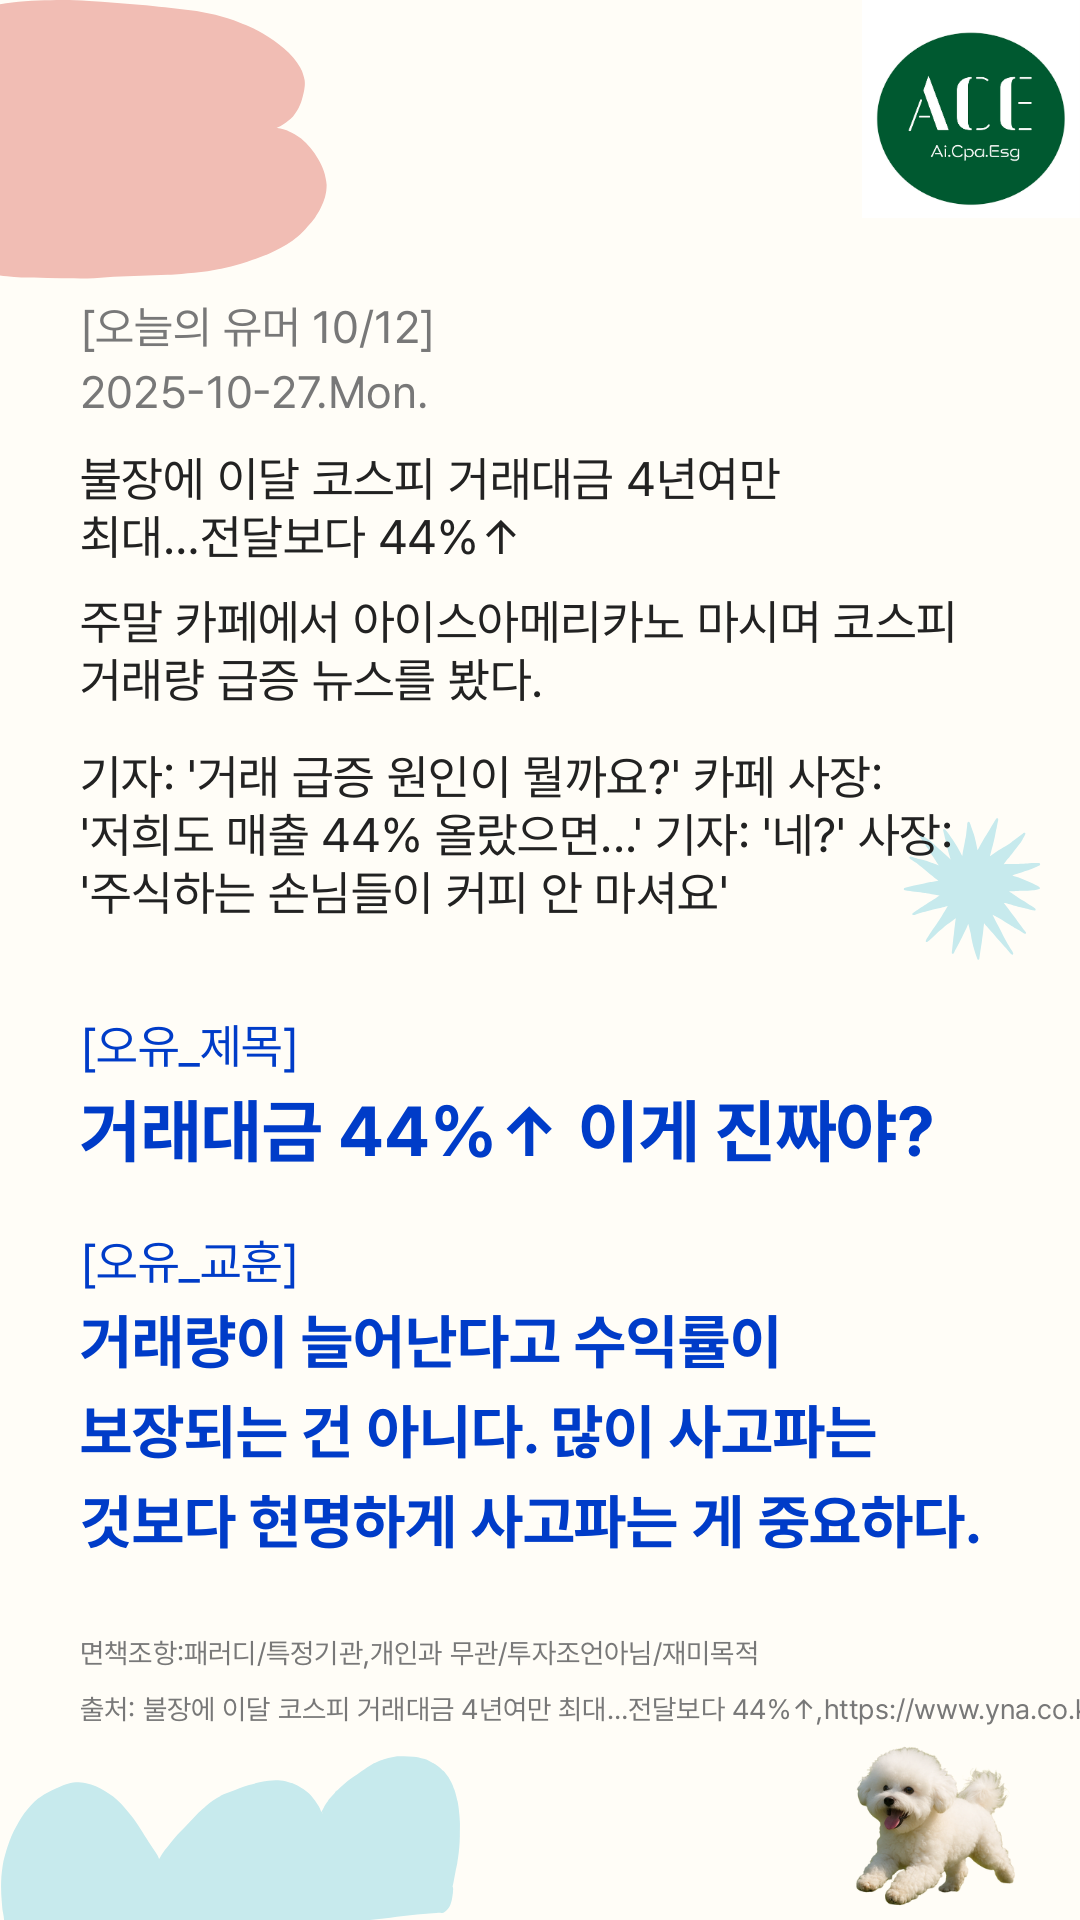 ACE
Ai.Cpa.Esg
[오늘의 유머 10/12]
2025-10-27.Mon.
불장에 이달 코스피 거래대금 4년여만
최대...전달보다 44%↑
주말 카페에서 아이스아메리카노 마시며 코스피
거래량 급증 뉴스를 봤다.
기자: '거래 급증 원인이 뭘까요?' 카페 사장:
'저희도 매출 44% 올랐으면...' 기자: '네?' 사장:
'주식하는 손님들이 커피 안 마셔요'
[오유_제목]
거래대금 44%↑ 이게 진짜야?
[오유_교훈]
거래량이 늘어난다고 수익률이
보장되는 건 아니다. 많이 사고파는
것보다 현명하게 사고파는 게 중요하다.
면책조항:패러디/특정기관,개인과 무관/투자조언아님/재미목적
출처: 불장에 이달 코스피 거래대금 4년여만 최대...전달보다 44%↑,https://www.yna.co.k